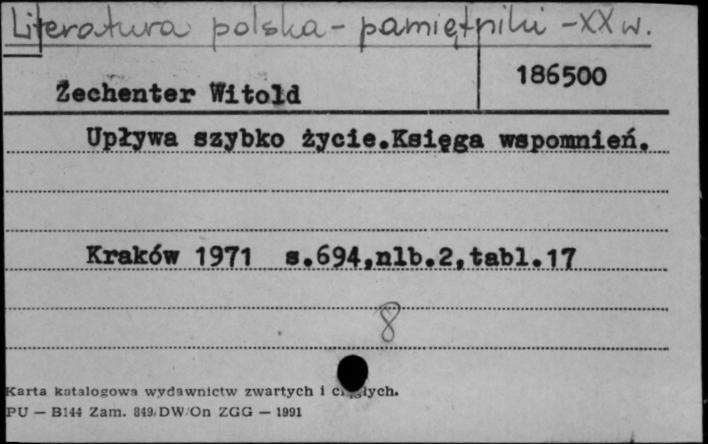 Literatura polska - pamiętniki - XX w.
186500
Zechenter Witold
Upływa szybko życie.Księga wspomnień.
Kraków 1971 s.694,nlb.2,tabl.17
8
Karta katalogowa wydawnictw zwartych i ciągłych.
PU — B144 Zam. 849/DW/On ZGG — 1991